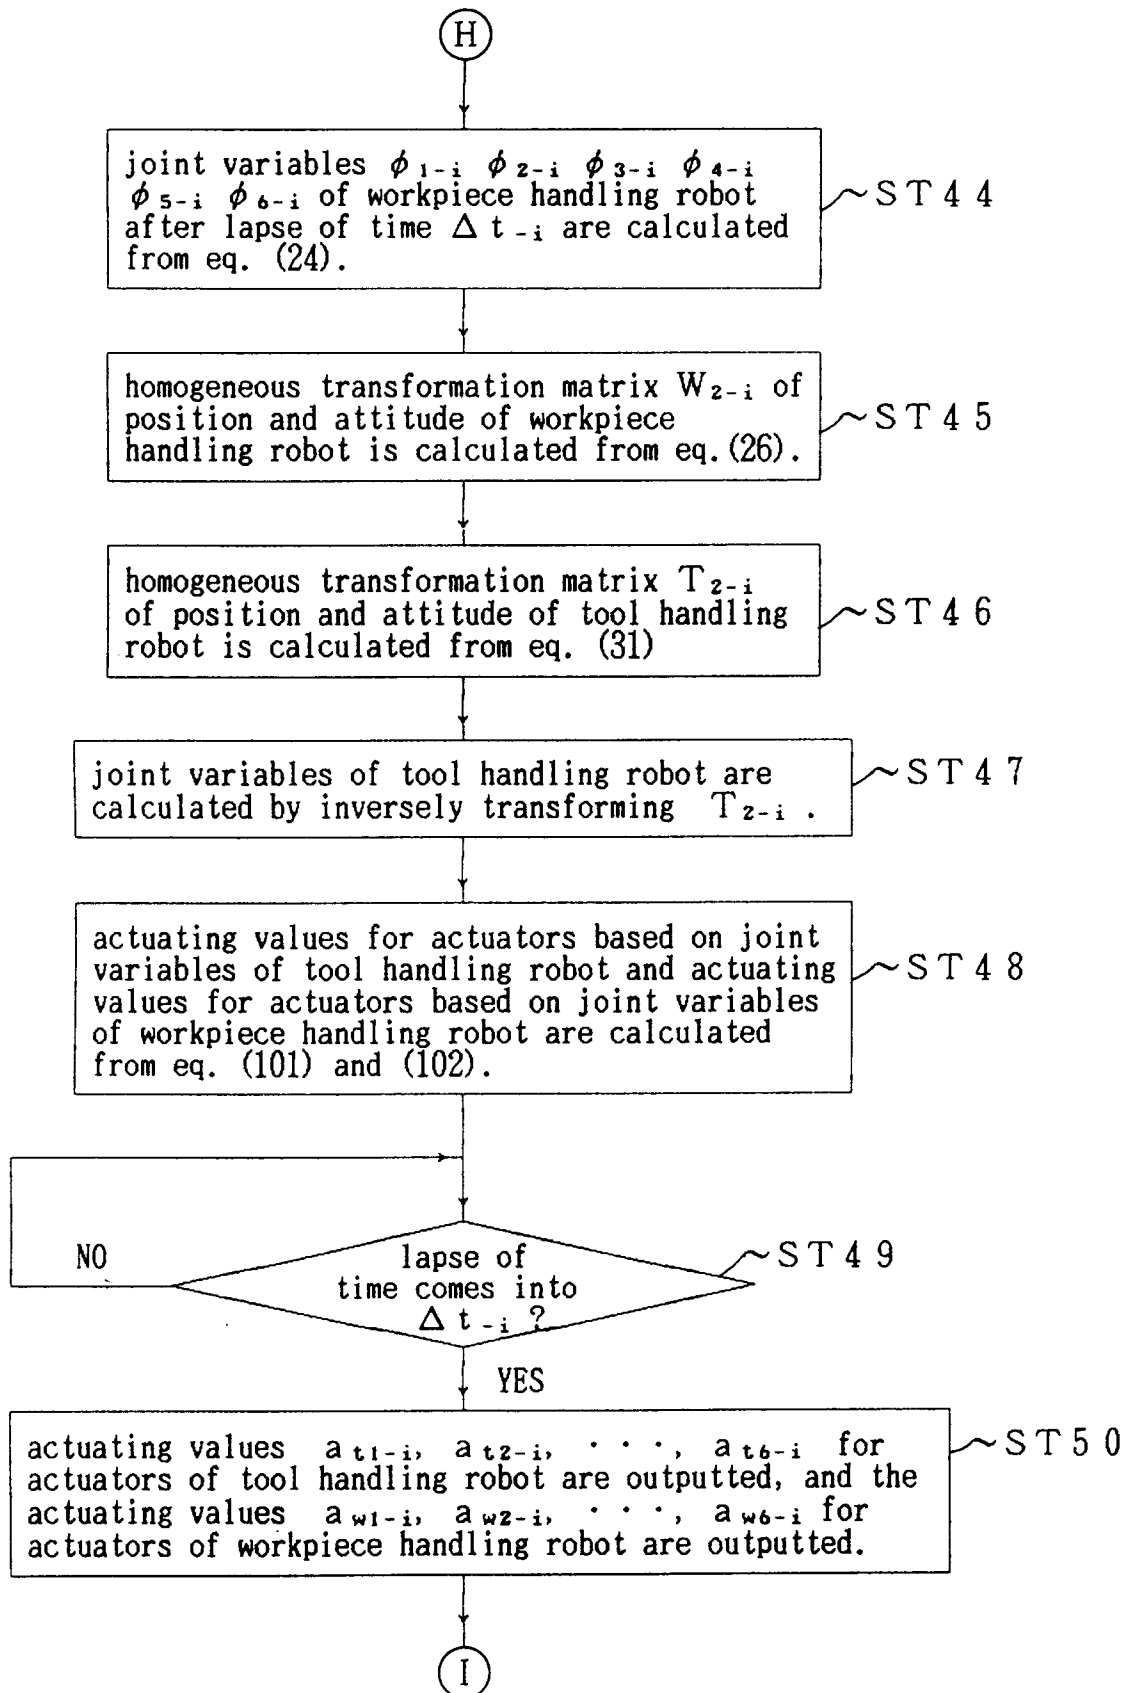 H
joint variables ϕ1-i ϕ2-i ϕ3-i ϕ4-i
ϕ5-i ϕ6-i of workpiece handling robot
after lapse of time Δt-i are calculated
from eq. (24).
ST44
homogeneous transformation matrix W2-i of
position and attitude of workpiece
handling robot is calculated from eq.(26).
ST45
homogeneous transformation matrix T2-i
of position and attitude of tool handling
robot is calculated from eq. (31)
ST46
joint variables of tool handling robot are
calculated by inversely transforming T2-i .
ST47
actuating values for actuators based on joint
variables of tool handling robot and actuating
values for actuators based on joint variables
of workpiece handling robot are calculated
from eq. (101) and (102).
ST48
NO
lapse of
time comes into
Δt-i ?
ST49
YES
actuating values at1-i, at2-i, ···, at6-i for
actuators of tool handling robot are outputted, and the
actuating values aw1-i, aw2-i, ···, aw6-i for
actuators of workpiece handling robot are outputted.
ST50
I